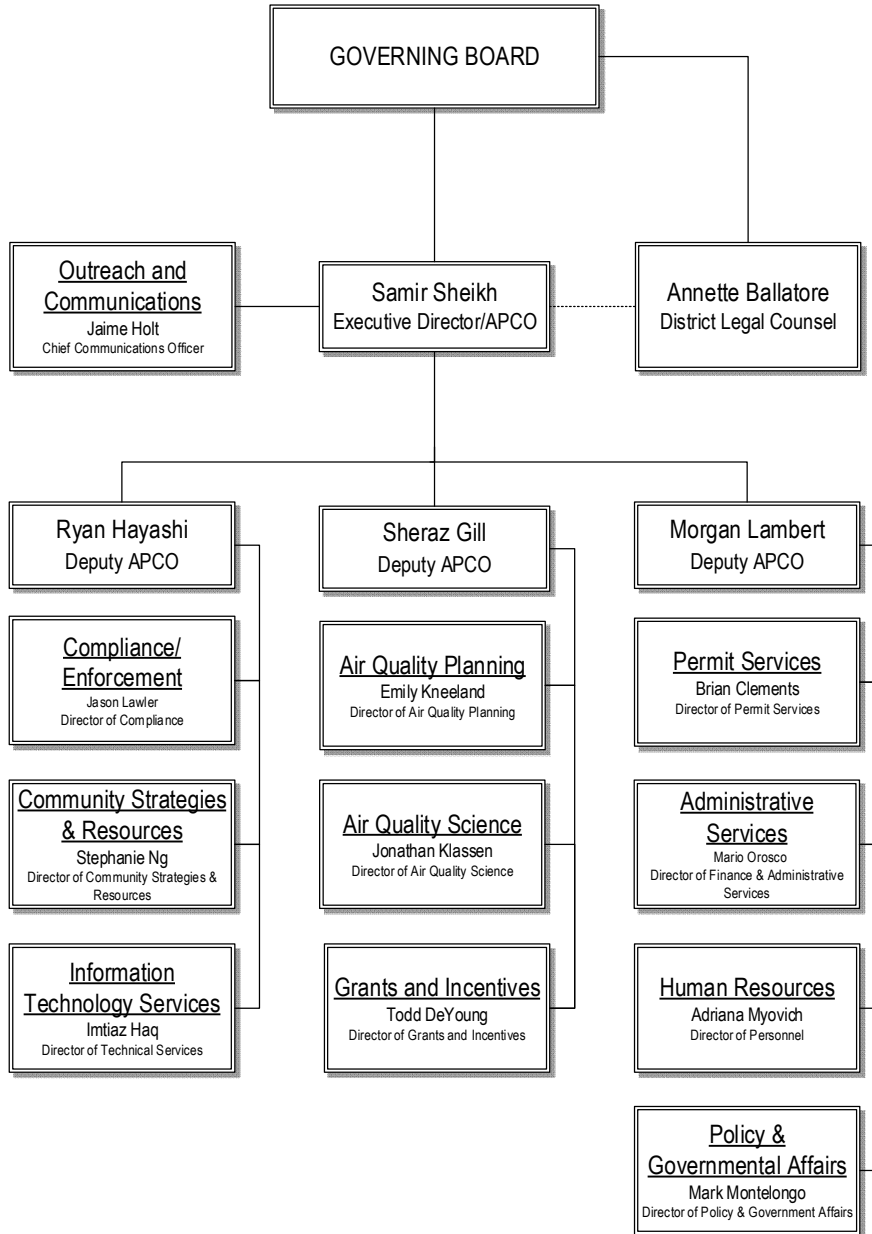 GOVERNING BOARD
Outreach and
Communications
Jaime Holt
Chief Communications Officer
Samir Sheikh
Executive Director/APCO
Annette Ballatore
District Legal Counsel
Ryan Hayashi
Deputy APCO
Sheraz Gill
Deputy APCO
Morgan Lambert
Deputy APCO
Compliance/
Enforcement
Jason Lawler
Director of Compliance
Air Quality Planning
Emily Kneeland
Director of Air Quality Planning
Permit Services
Brian Clements
Director of Permit Services
Community Strategies
& Resources
Stephanie Ng
Director of Community Strategies &
Resources
Air Quality Science
Jonathan Klassen
Director of Air Quality Science
Administrative
Services
Mario Orosco
Director of Finance & Administrative
Services
Information
Technology Services
Imtiaz Haq
Director of Technical Services
Grants and Incentives
Todd DeYoung
Director of Grants and Incentives
Human Resources
Adriana Myovich
Director of Personnel
Policy &
Governmental Affairs
Mark Montelongo
Director of Policy & Government Affairs